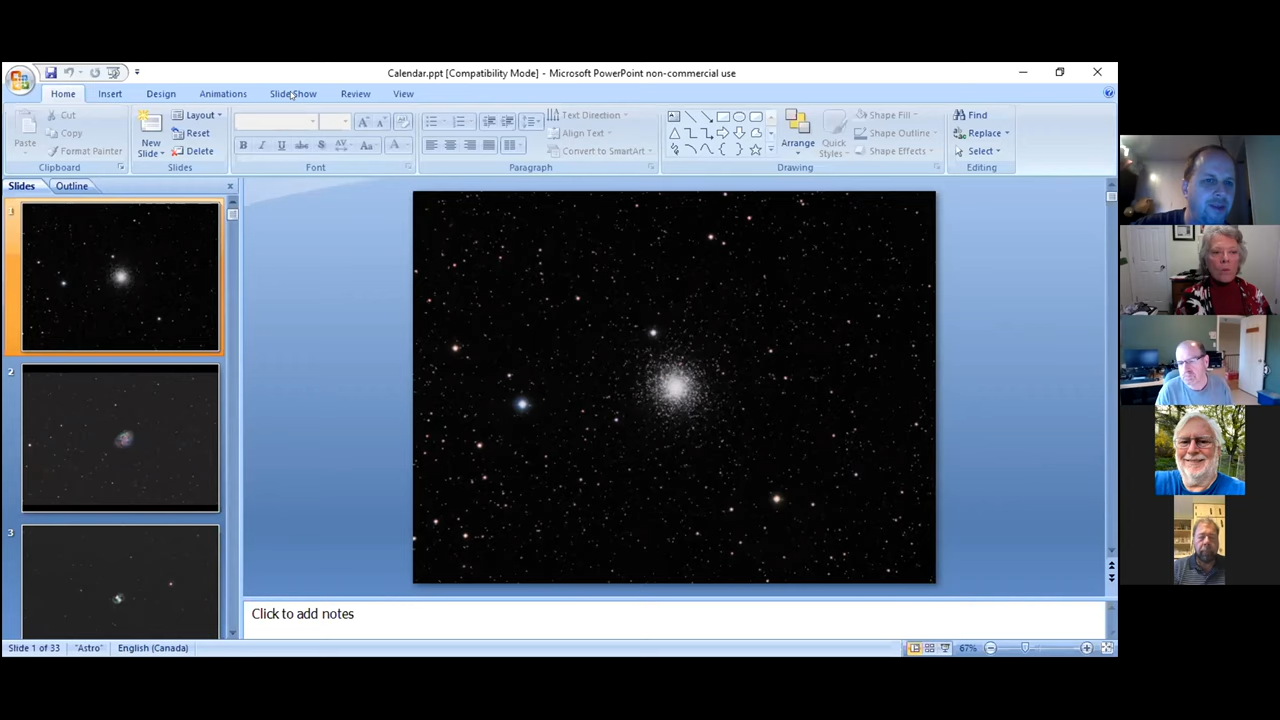 Calendar.ppt [Compatibility Mode] - Microsoft PowerPoint non-commercial use
Home Insert Design Animations Slide Show Review View
Paste
Cut
Copy
Format Painter
Clipboard
New
Slide
Layout
Reset
Delete
Slides
B I U abe S AV Aa A
Font
Text Direction
Align Text
Convert to SmartArt
Paragraph
Arrange
Quick
Styles
Shape Fill
Shape Outline
Shape Effects
Drawing
Find
Replace
Select
Editing
Slides Outline
1
2
3
Click to add notes
Slide 1 of 33 "Astro" English (Canada) 67%